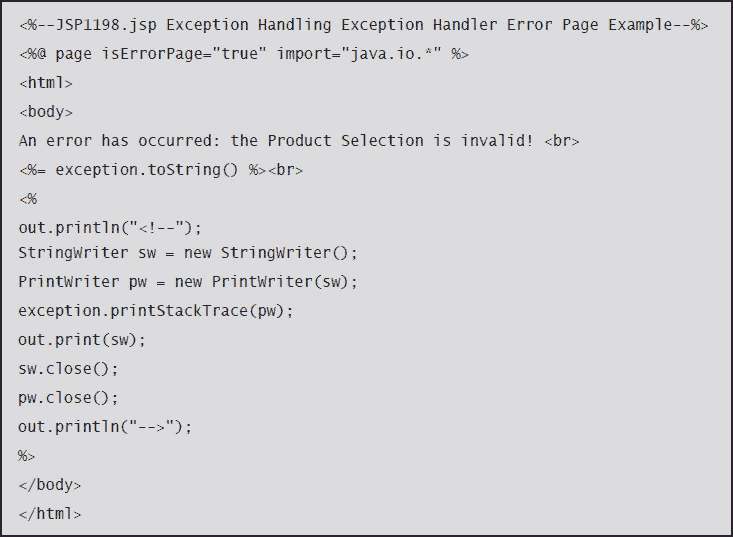 <%--JSP1198.jsp Exception Handling Exception Handler Error Page Example--%>
<%@ page isErrorPage="true" import="java.io.*" %>
<html>
<body>
An error has occurred: the Product Selection is invalid! <br>
<%= exception.toString() %><br>
<%
out.println("<!--");
StringWriter sw = new StringWriter();
PrintWriter pw = new PrintWriter(sw);
exception.printStackTrace(pw);
out.print(sw);
sw.close();
pw.close();
out.println("-->");
%>
</body>
</html>